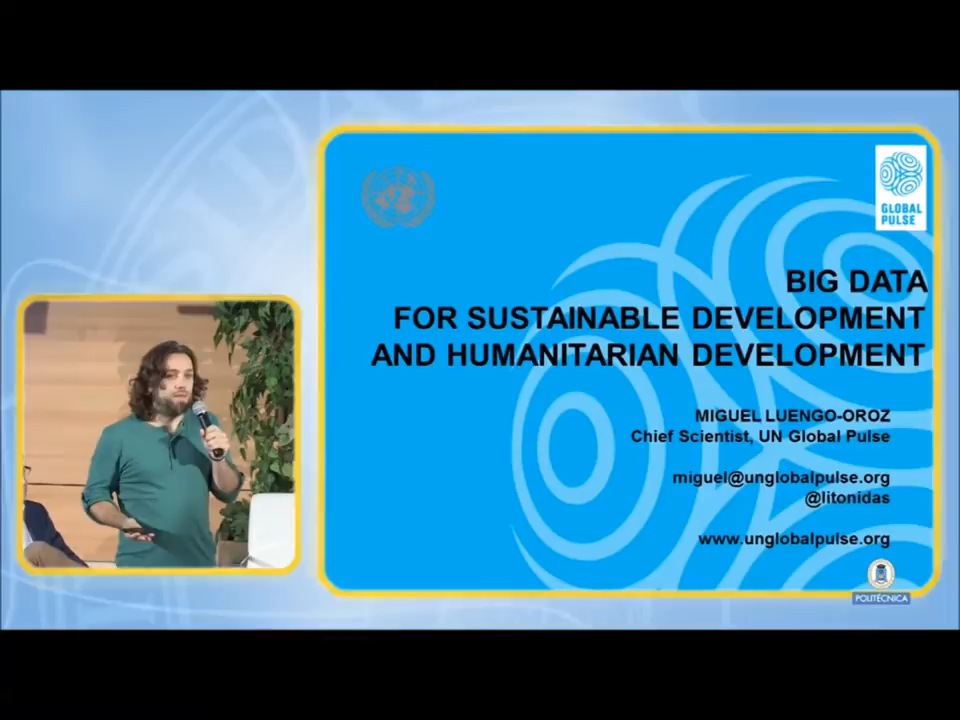 GLOBAL
PULSE
BIG DATA
FOR SUSTAINABLE DEVELOPMENT
AND HUMANITARIAN DEVELOPMENT
MIGUEL LUENGO-OROZ
Chief Scientist, UN Global Pulse
miguel@unglobalpulse.org
@litonidas
www.unglobalpulse.org
POLITÉCNICA